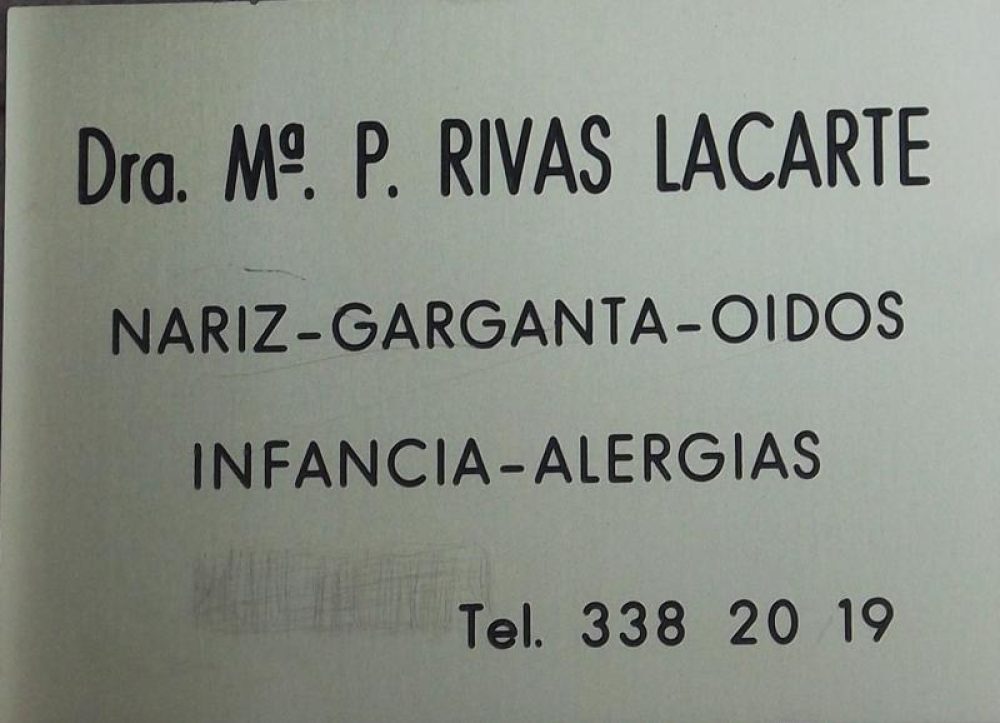 Dra. Mª. P. RIVAS LACARTE
NARIZ-GARGANTA-OIDOS
INFANCIA-ALERGIAS
Tel. 338 20 19